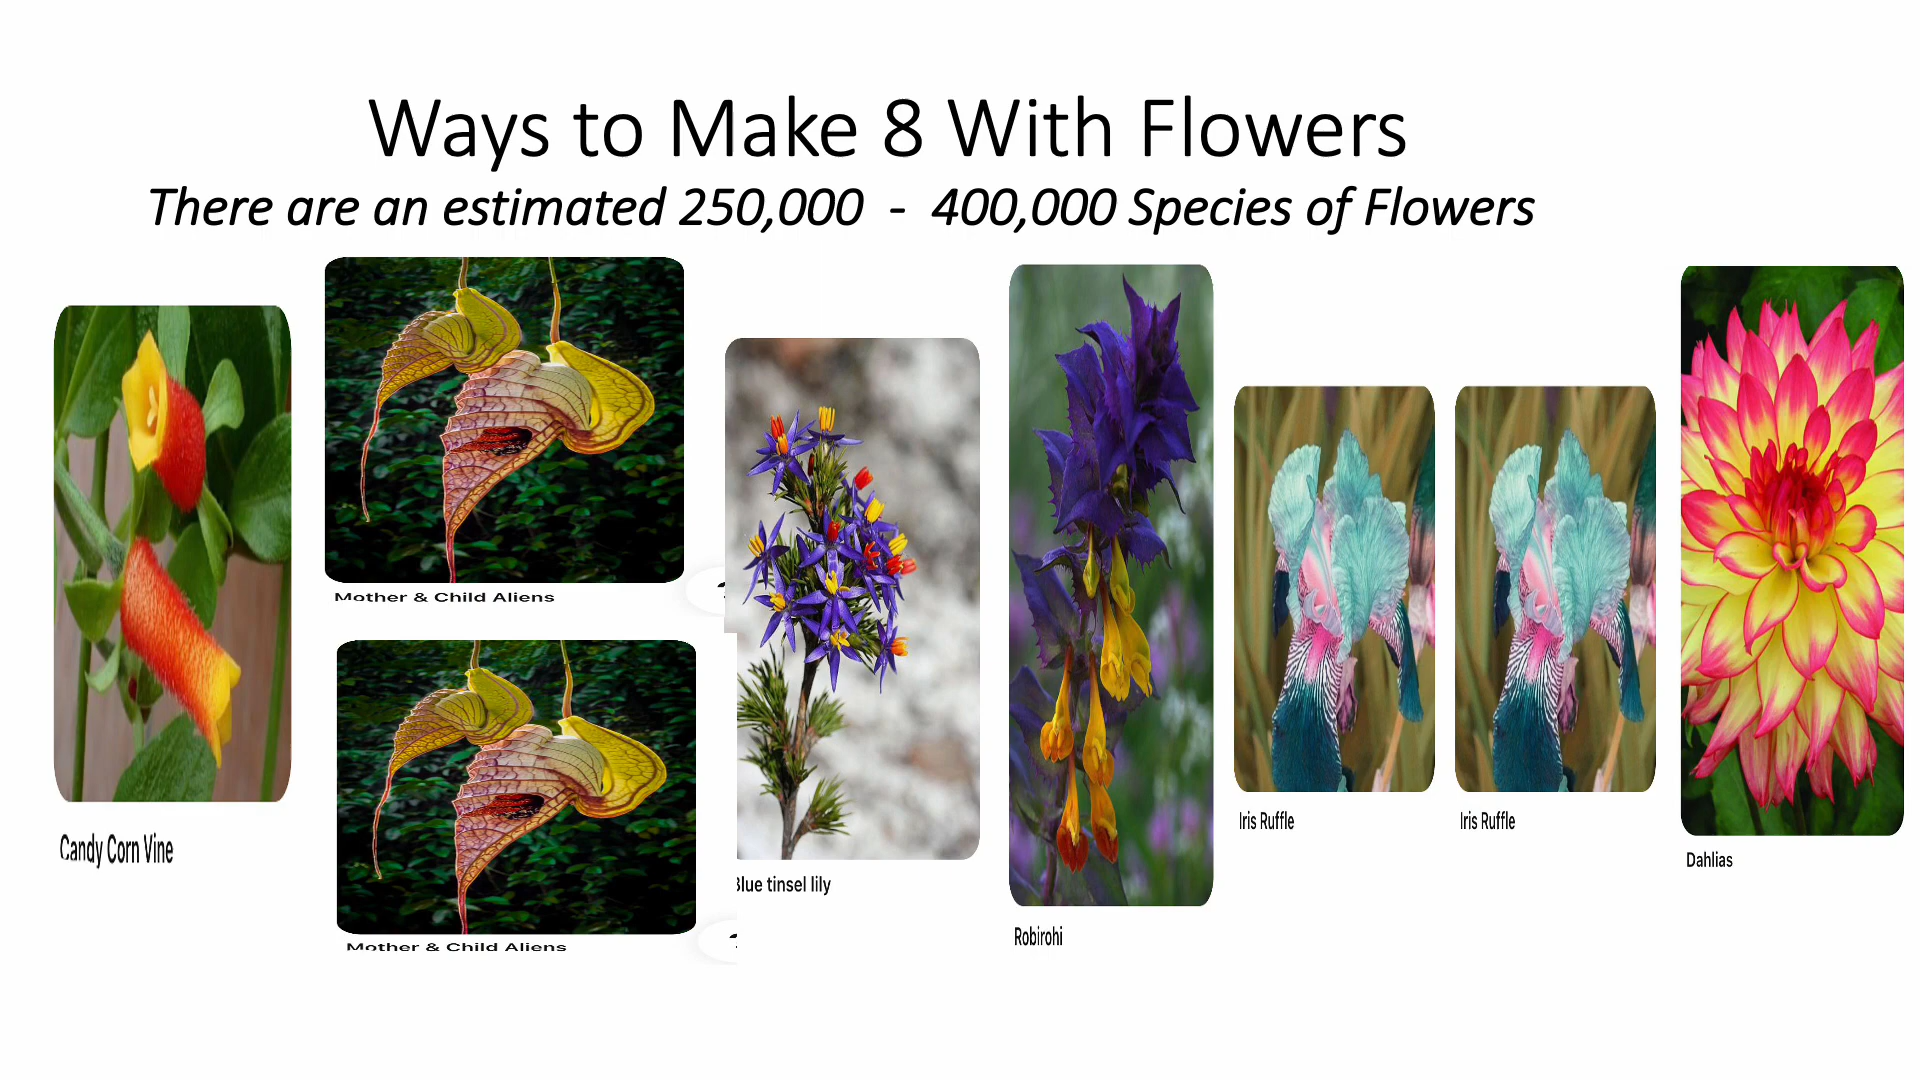 Ways to Make 8 With Flowers
There are an estimated 250,000 - 400,000 Species of Flowers
Candy Corn Vine
Mother & Child Aliens
Mother & Child Aliens
Blue tinsel lily
Robirohi
Iris Ruffle
Iris Ruffle
Dahlias